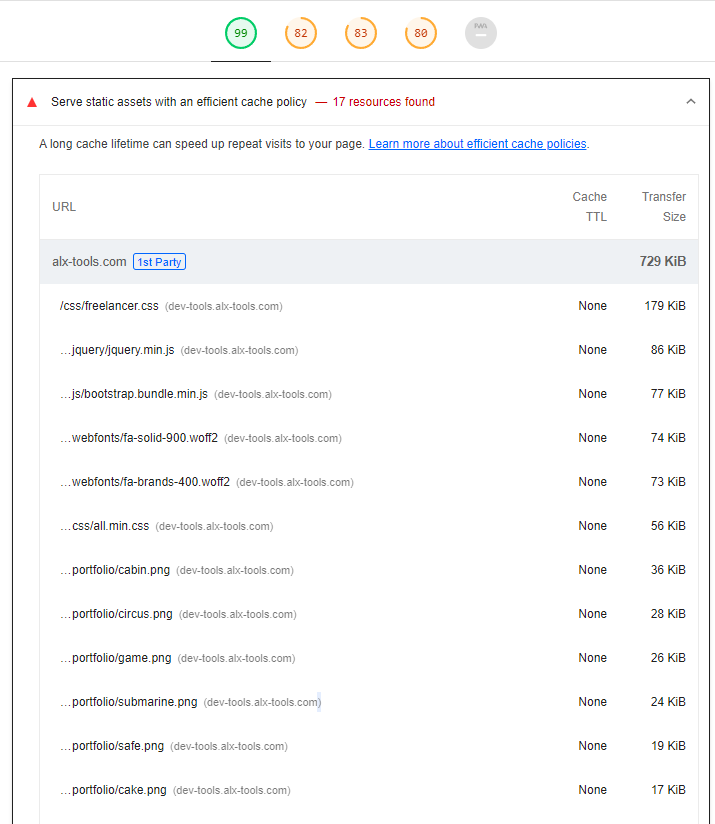 99 82 83 80 PWA
Serve static assets with an efficient cache policy — 17 resources found
A long cache lifetime can speed up repeat visits to your page. Learn more about efficient cache policies.
URL Cache TTL Transfer Size
alx-tools.com 1st Party 729 KiB
/css/freelancer.css (dev-tools.alx-tools.com) None 179 KiB
…jquery/jquery.min.js (dev-tools.alx-tools.com) None 86 KiB
…js/bootstrap.bundle.min.js (dev-tools.alx-tools.com) None 77 KiB
…webfonts/fa-solid-900.woff2 (dev-tools.alx-tools.com) None 74 KiB
…webfonts/fa-brands-400.woff2 (dev-tools.alx-tools.com) None 73 KiB
…css/all.min.css (dev-tools.alx-tools.com) None 56 KiB
…portfolio/cabin.png (dev-tools.alx-tools.com) None 36 KiB
…portfolio/circus.png (dev-tools.alx-tools.com) None 28 KiB
…portfolio/game.png (dev-tools.alx-tools.com) None 26 KiB
…portfolio/submarine.png (dev-tools.alx-tools.com) None 24 KiB
…portfolio/safe.png (dev-tools.alx-tools.com) None 19 KiB
…portfolio/cake.png (dev-tools.alx-tools.com) None 17 KiB